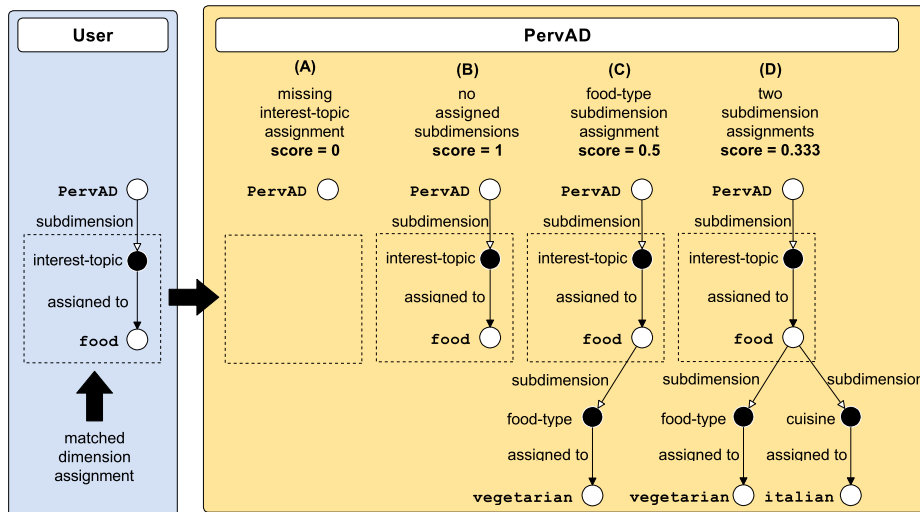 User
PervAD
subdimension
interest-topic
assigned to
food
matched
dimension
assignment
PervAD
(A)
missing
interest-topic
assignment
score = 0
PervAD
(B)
no
assigned
subdimensions
score = 1
PervAD
subdimension
interest-topic
assigned to
food
(C)
food-type
subdimension
assignment
score = 0.5
PervAD
subdimension
interest-topic
assigned to
food
subdimension
food-type
assigned to
vegetarian
(D)
two
subdimension
assignments
score = 0.333
PervAD
subdimension
interest-topic
assigned to
food
subdimension
subdimension
food-type
cuisine
assigned to
assigned to
vegetarian
italian